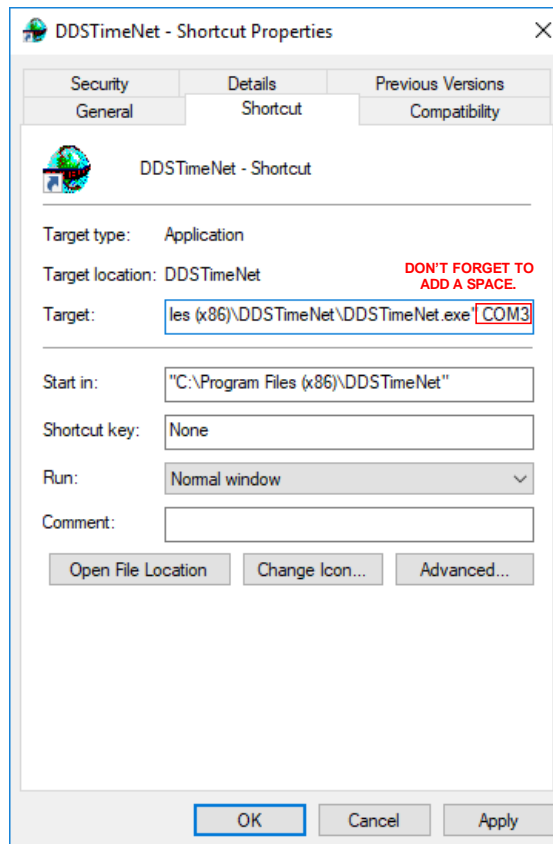 DDSTimeNet - Shortcut Properties
Security Details Previous Versions
General Shortcut Compatibility
DDSTimeNet - Shortcut
Target type: Application
Target location: DDSTimeNet
DON'T FORGET TO
ADD A SPACE.
Target: les (x86)\DDSTimeNet\DDSTimeNet.exe" COM3
Start in: "C:\Program Files (x86)\DDSTimeNet"
Shortcut key: None
Run: Normal window
Comment:
Open File Location Change Icon... Advanced...
OK Cancel Apply